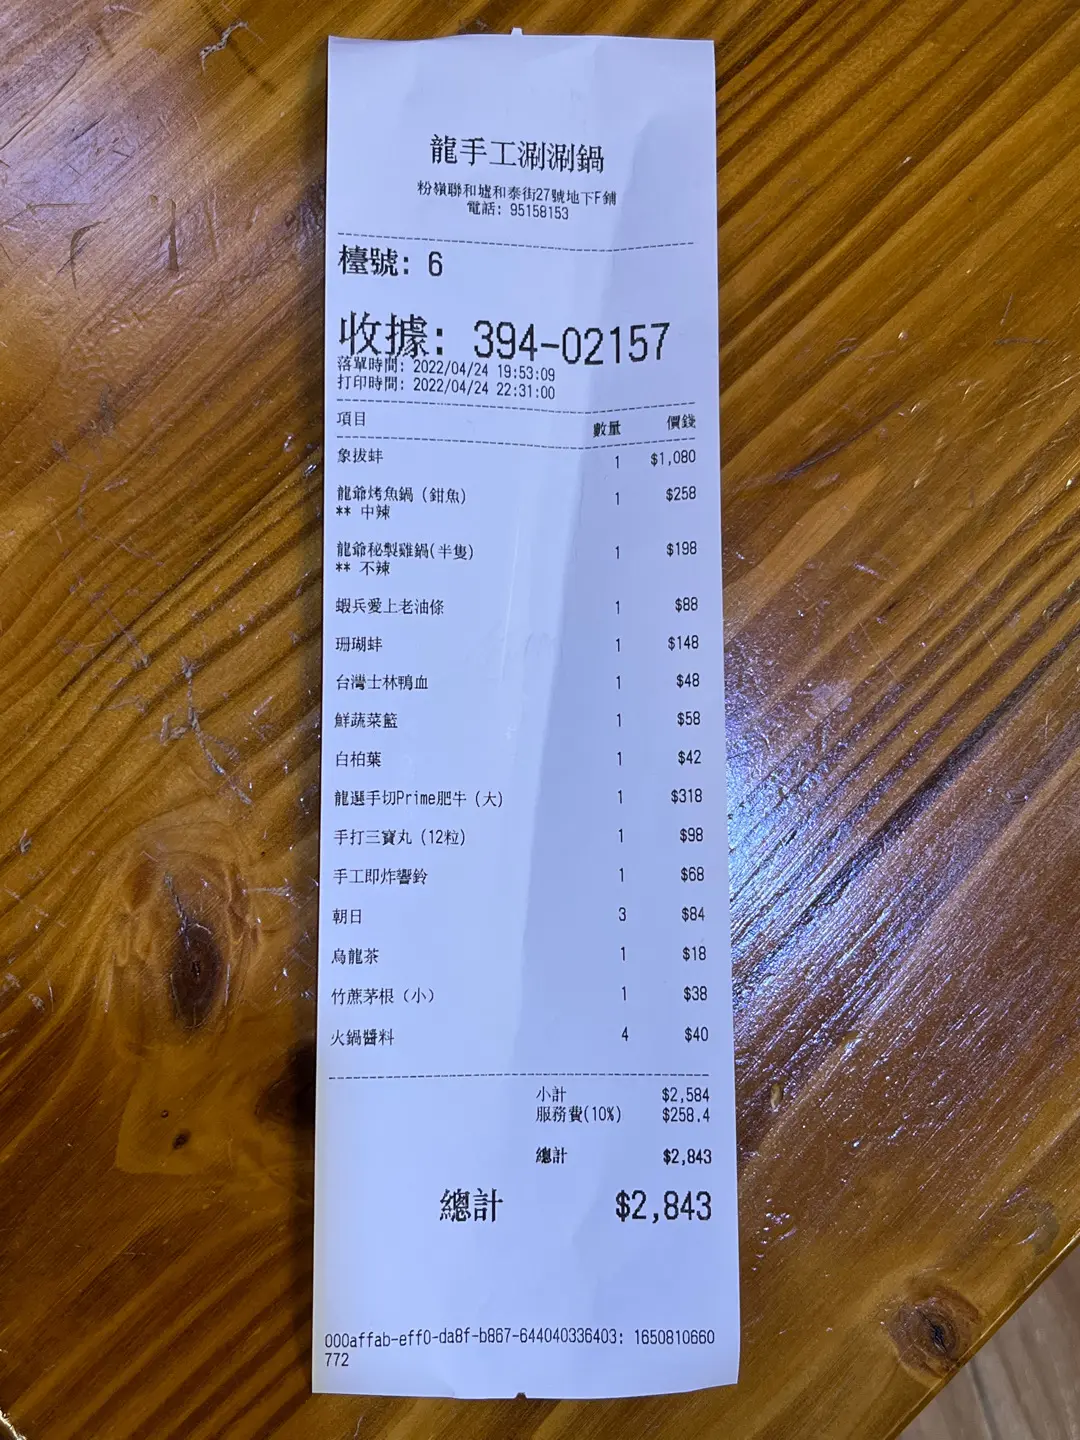 龍手工涮涮鍋
粉嶺聯和墟和泰街27號地下F鋪
電話: 95158153
檯號: 6
收據: 394-02157
落單時間: 2022/04/24 19:53:09
打印時間: 2022/04/24 22:31:00
項目 數量 價錢
象拔蚌 1 $1,080
龍爺烤魚鍋 (鉗魚) 1 $258
** 中辣
龍爺秘製雞鍋(半隻) 1 $198
** 不辣
蝦兵愛上老油條 1 $88
珊瑚蚌 1 $148
台灣士林鴨血 1 $48
鮮蔬菜籃 1 $58
白柏葉 1 $42
龍選手切Prime肥牛 (大) 1 $318
手打三寶丸 (12粒) 1 $98
手工即炸響鈴 1 $68
朝日 3 $84
烏龍茶 1 $18
竹蔗茅根（小） 1 $38
火鍋醬料 4 $40
小計 $2,584
服務費(10%) $258.4
總計 $2,843
總計 $2,843
000affab-eff0-da8f-b867-644040336403: 1650810660
772